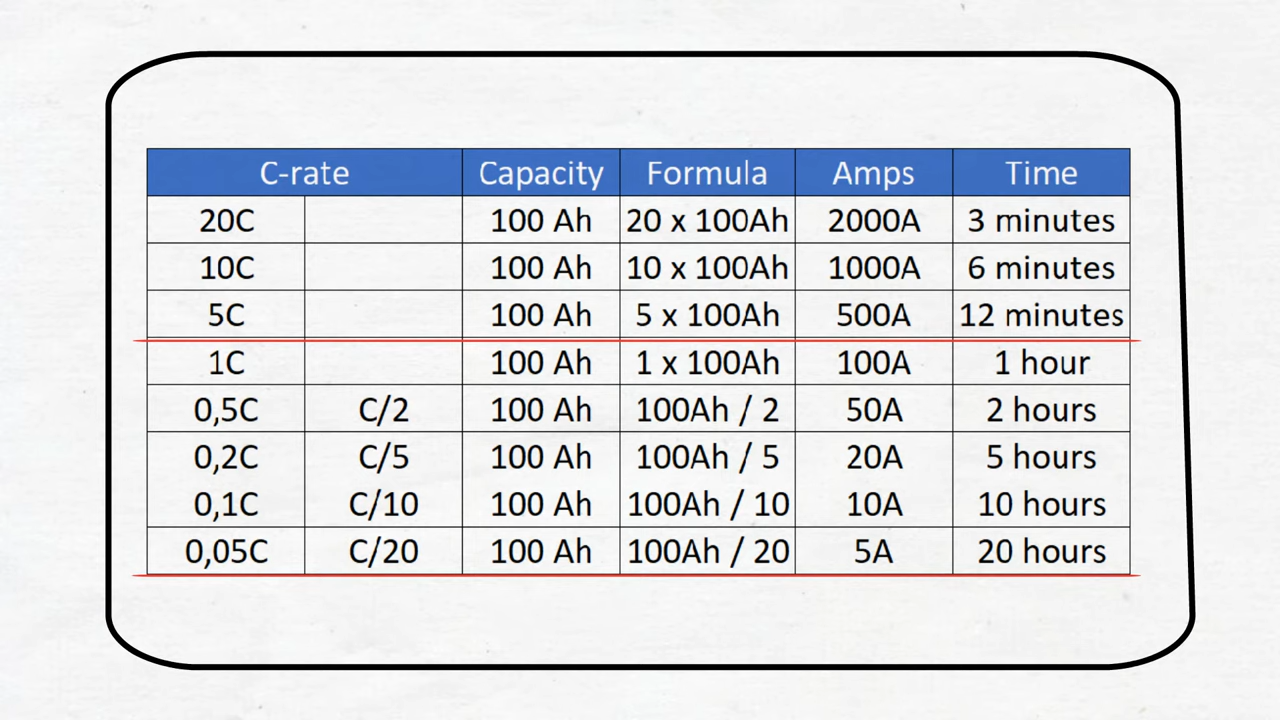 C-rate Capacity Formula Amps Time
20C 100 Ah 20 x 100Ah 2000A 3 minutes
10C 100 Ah 10 x 100Ah 1000A 6 minutes
5C 100 Ah 5 x 100Ah 500A 12 minutes
1C 100 Ah 1 x 100Ah 100A 1 hour
0,5C C/2 100 Ah 100Ah / 2 50A 2 hours
0,2C C/5 100 Ah 100Ah / 5 20A 5 hours
0,1C C/10 100 Ah 100Ah / 10 10A 10 hours
0,05C C/20 100 Ah 100Ah / 20 5A 20 hours